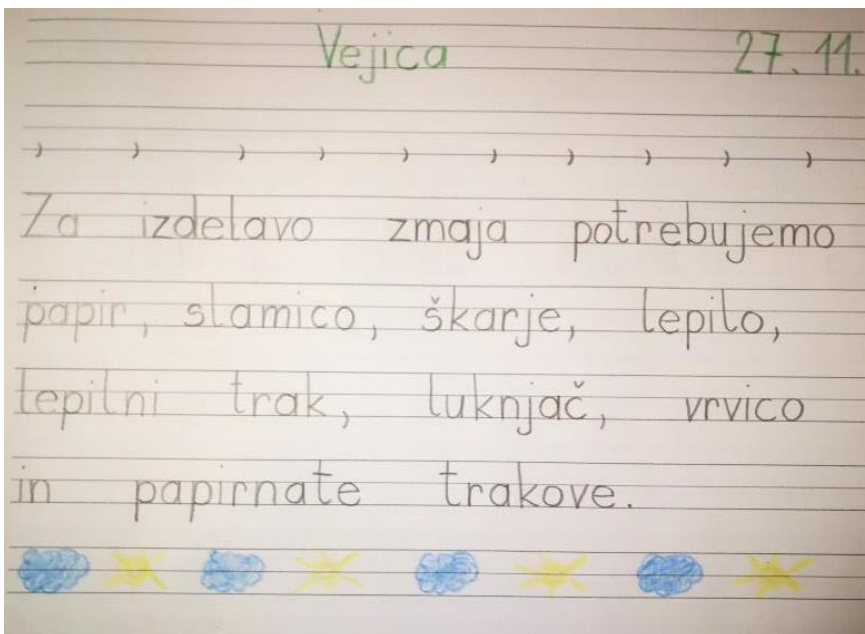 Vejica 27. 11.
, , , , , , , , , ,
Za izdelavo zmaja potrebujemo
papir, slamico, škarje, lepilo,
lepilni trak, luknjač, vrvico
in papirnate trakove.